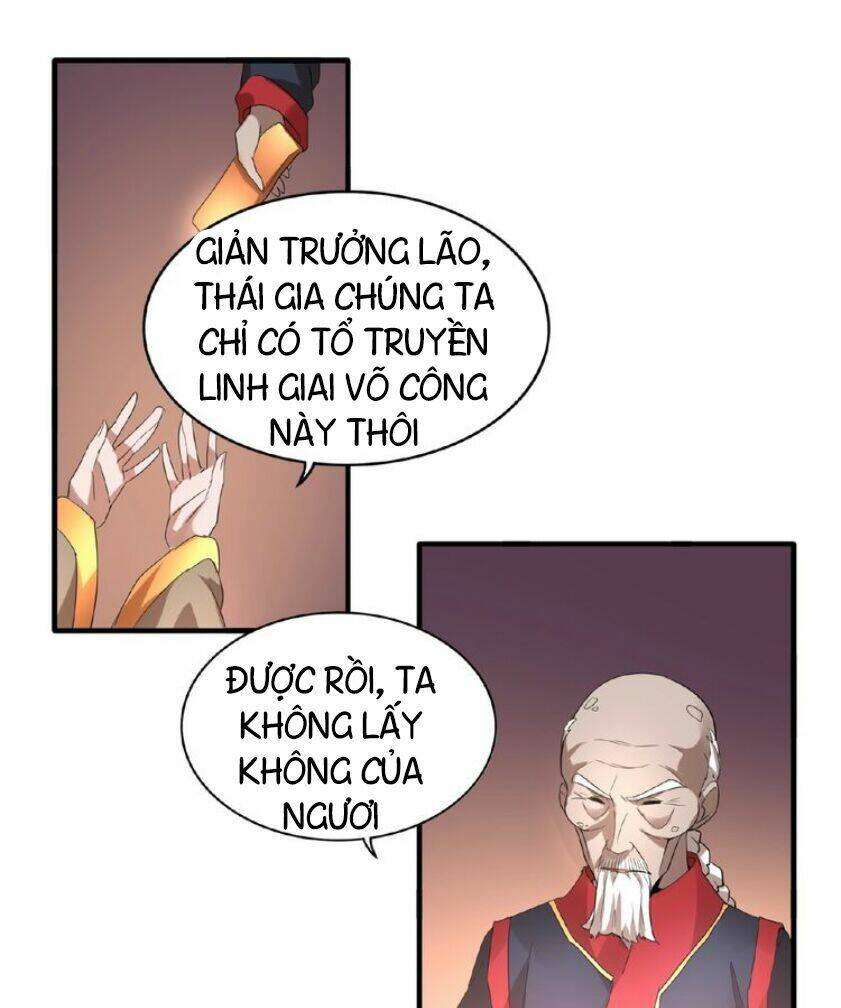 GIẢN TRƯỞNG LÃO,
THÁI GIA CHÚNG TA
CHỈ CÓ TỔ TRUYỀN
LINH GIAI VÕ CÔNG
NÀY THÔI
ĐƯỢC RỒI, TA
KHÔNG LẤY
KHÔNG CỦA
NGƯƠI